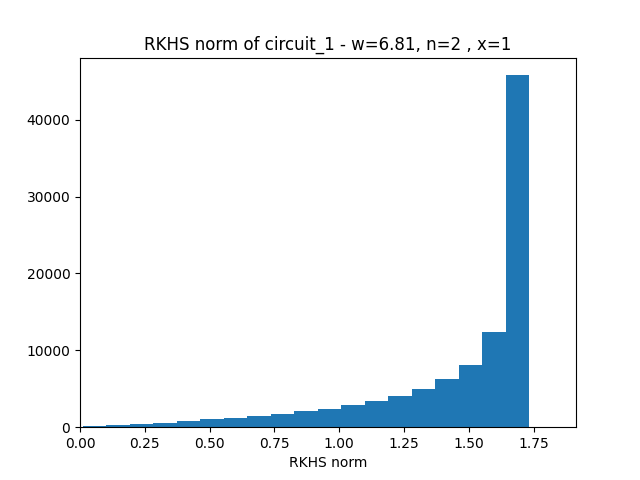 RKHS norm of circuit_1 - w=6.81, n=2 , x=1
40000
30000
20000
10000
0
0.00 0.25 0.50 0.75 1.00 1.25 1.50 1.75
RKHS norm